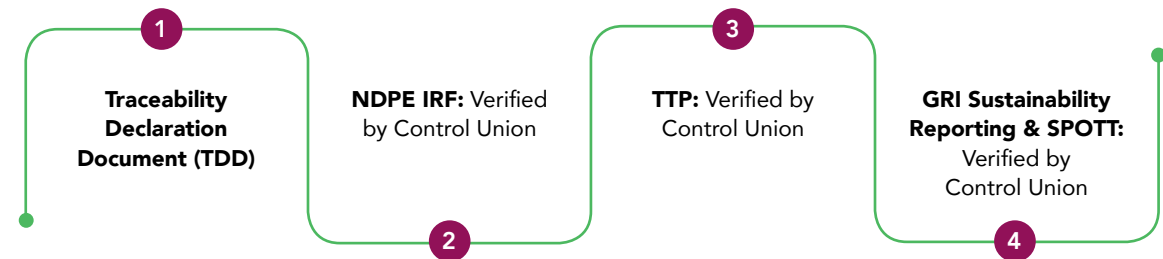 1
Traceability
Declaration
Document (TDD)
2
NDPE IRF: Verified
by Control Union
3
TTP: Verified by
Control Union
4
GRI Sustainability
Reporting & SPOTT:
Verified by
Control Union